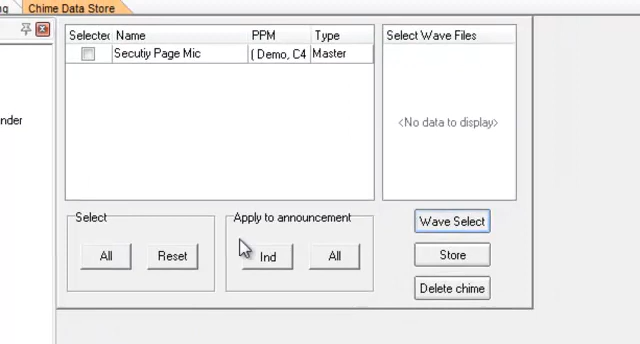 ng
Chime Data Store
nder
Selected Name PPM Type
Secutiy Page Mic ( Demo, C4 Master
Select Wave Files
<No data to display>
Select
All Reset
Apply to announcement
Ind All
Wave Select
Store
Delete chime